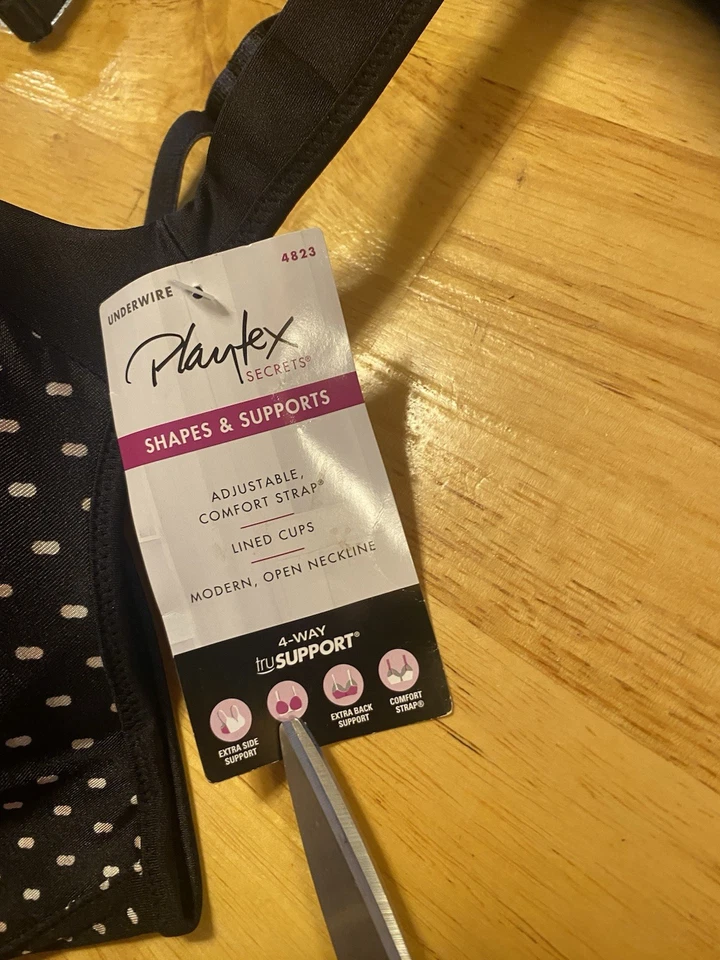 4823
UNDERWIRE
Playtex
SECRETS®
SHAPES & SUPPORTS
ADJUSTABLE,
COMFORT STRAP®
LINED CUPS
MODERN, OPEN NECKLINE
4-WAY
truSUPPORT®
EXTRA SIDE
SUPPORT
EXTRA BACK
SUPPORT
COMFORT
STRAP®